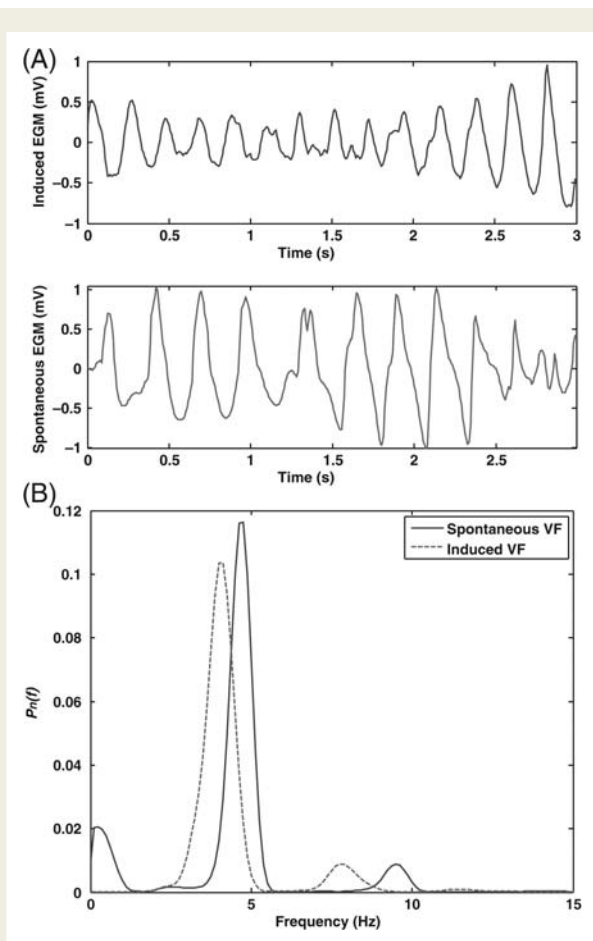 (A)
Induced EGM (mV)
1
0.5
0
−0.5
−1
0 0.5 1 1.5 2 2.5 3
Time (s)
Spontaneous EGM (mV)
1
0.5
0
−0.5
−1
0 0.5 1 1.5 2 2.5
Time (s)
(B)
Pn(f)
0.12
0.1
0.08
0.06
0.04
0.02
0
Spontaneous VF
Induced VF
0 5 10 15
Frequency (Hz)